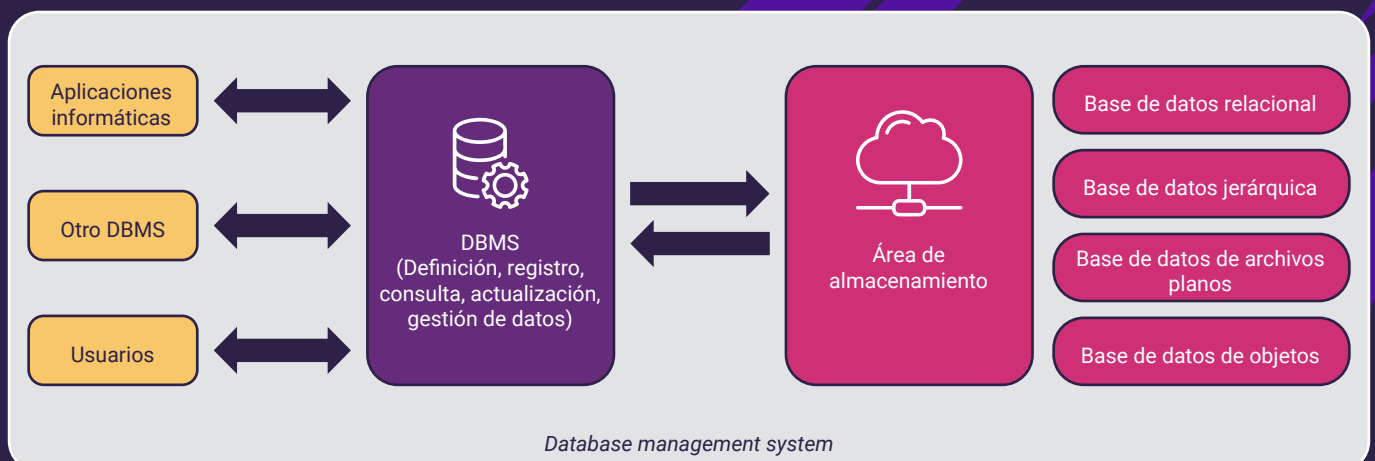 Aplicaciones
informáticas
Otro DBMS
Usuarios
DBMS
(Definición, registro,
consulta, actualización,
gestión de datos)
Área de
almacenamiento
Base de datos relacional
Base de datos jerárquica
Base de datos de archivos
planos
Base de datos de objetos
Database management system